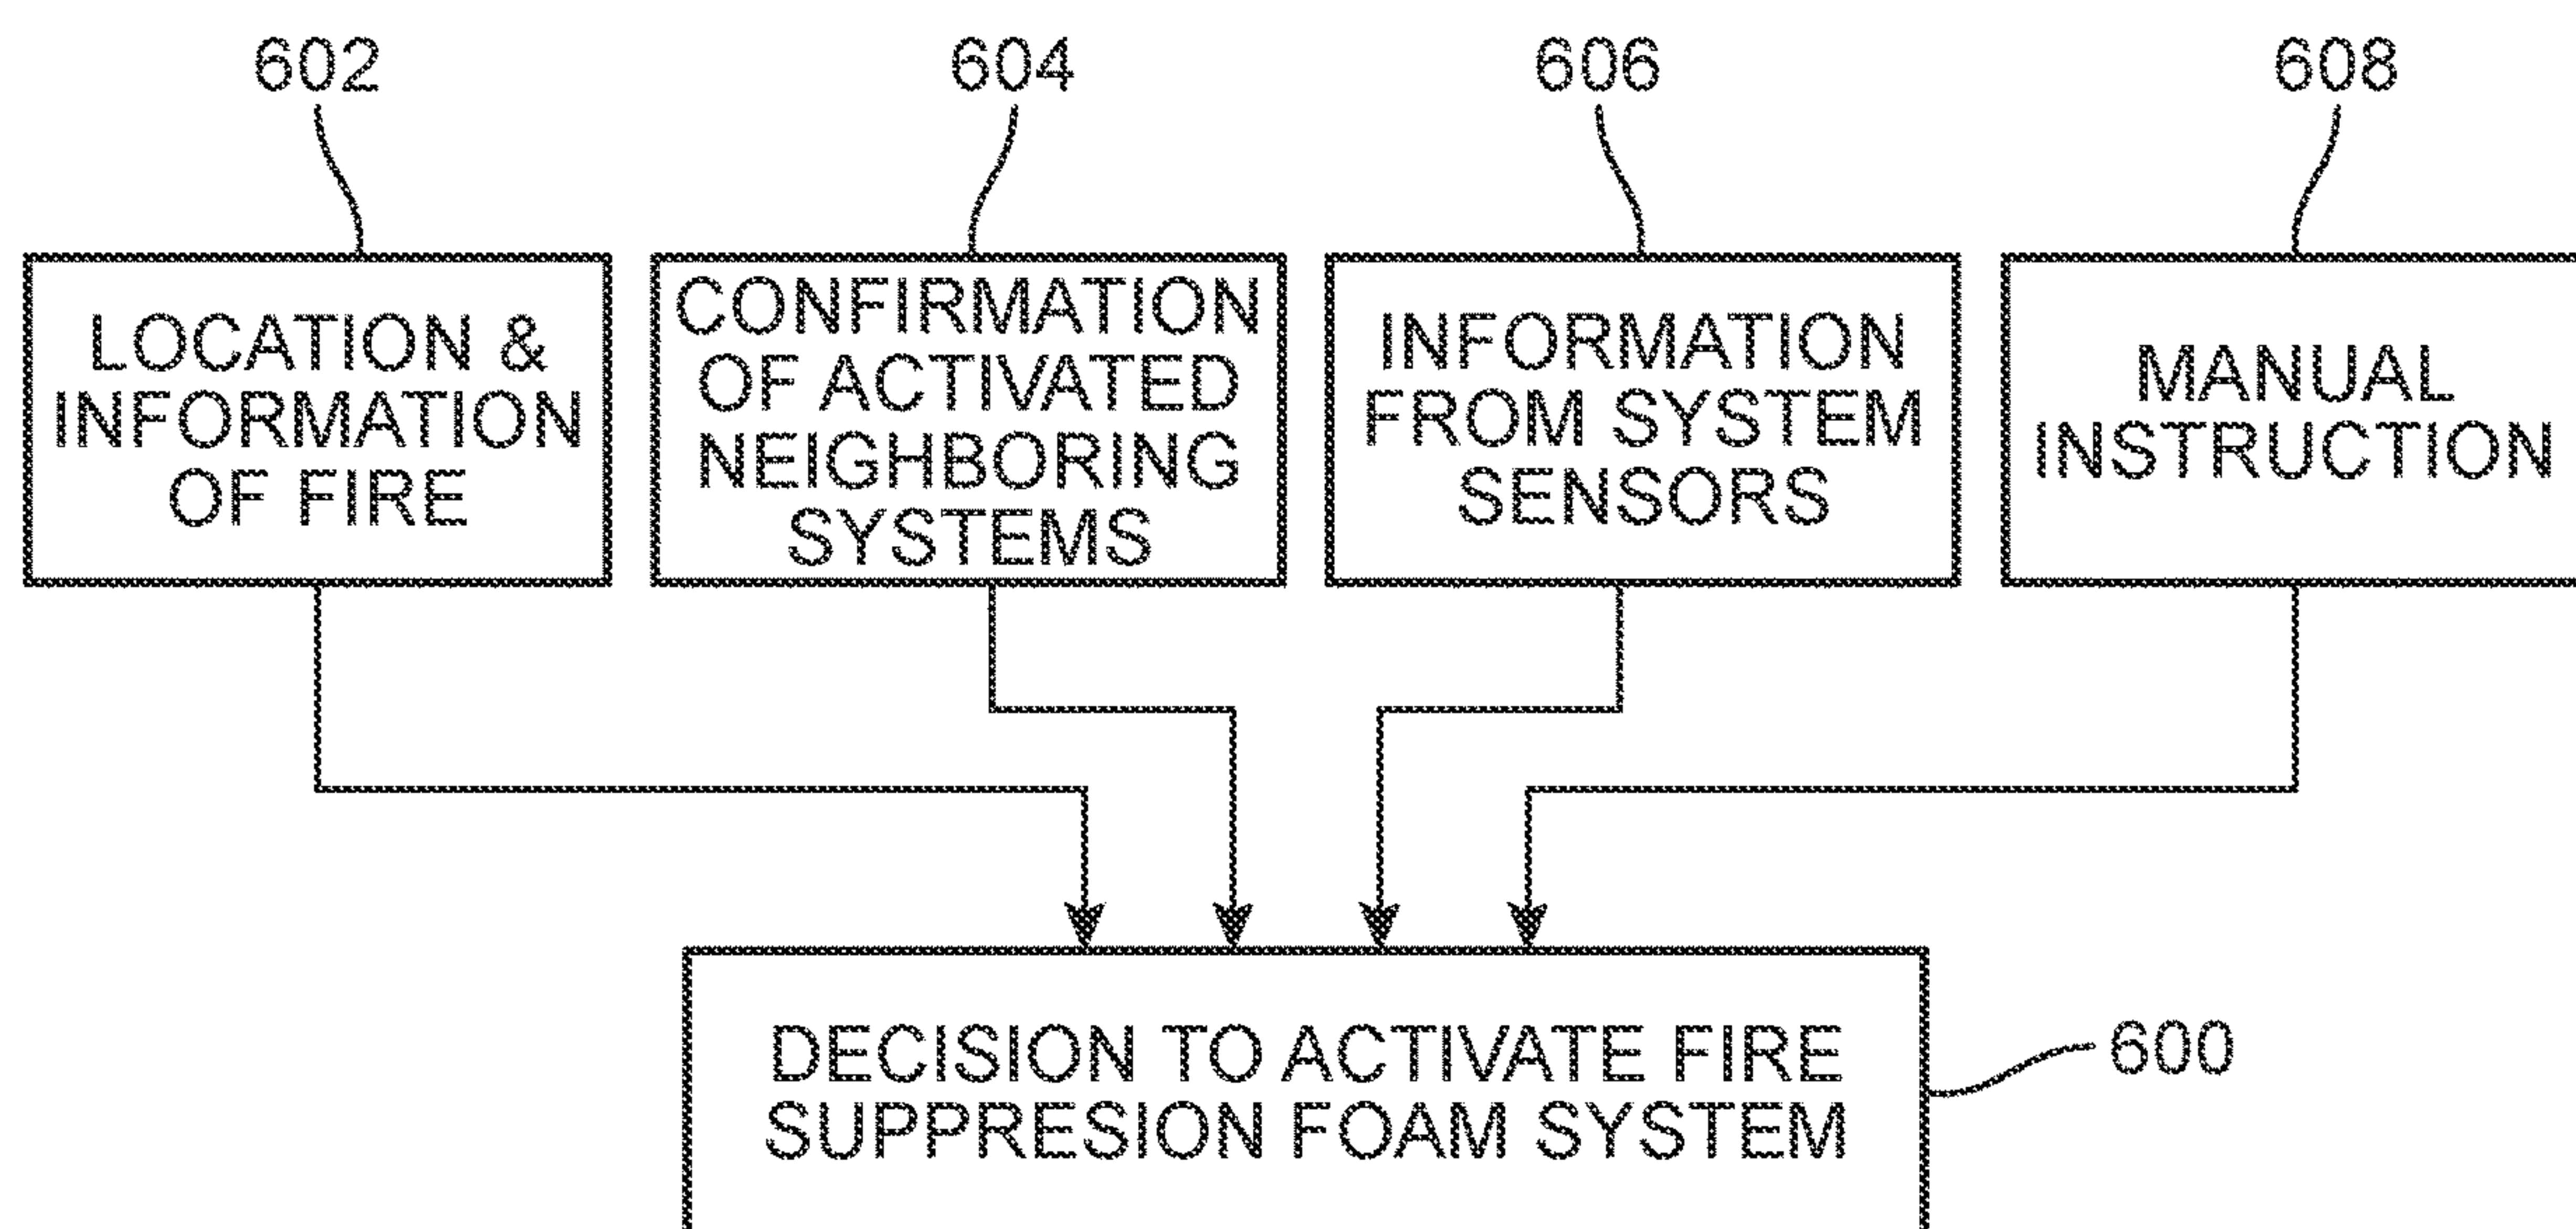 602
604
606
608
LOCATION &
INFORMATION
OF FIRE
CONFIRMATION
OF ACTIVATED
NEIGHBORING
SYSTEMS
INFORMATION
FROM SYSTEM
SENSORS
MANUAL
INSTRUCTION
DECISION TO ACTIVATE FIRE
SUPPRESION FOAM SYSTEM
600